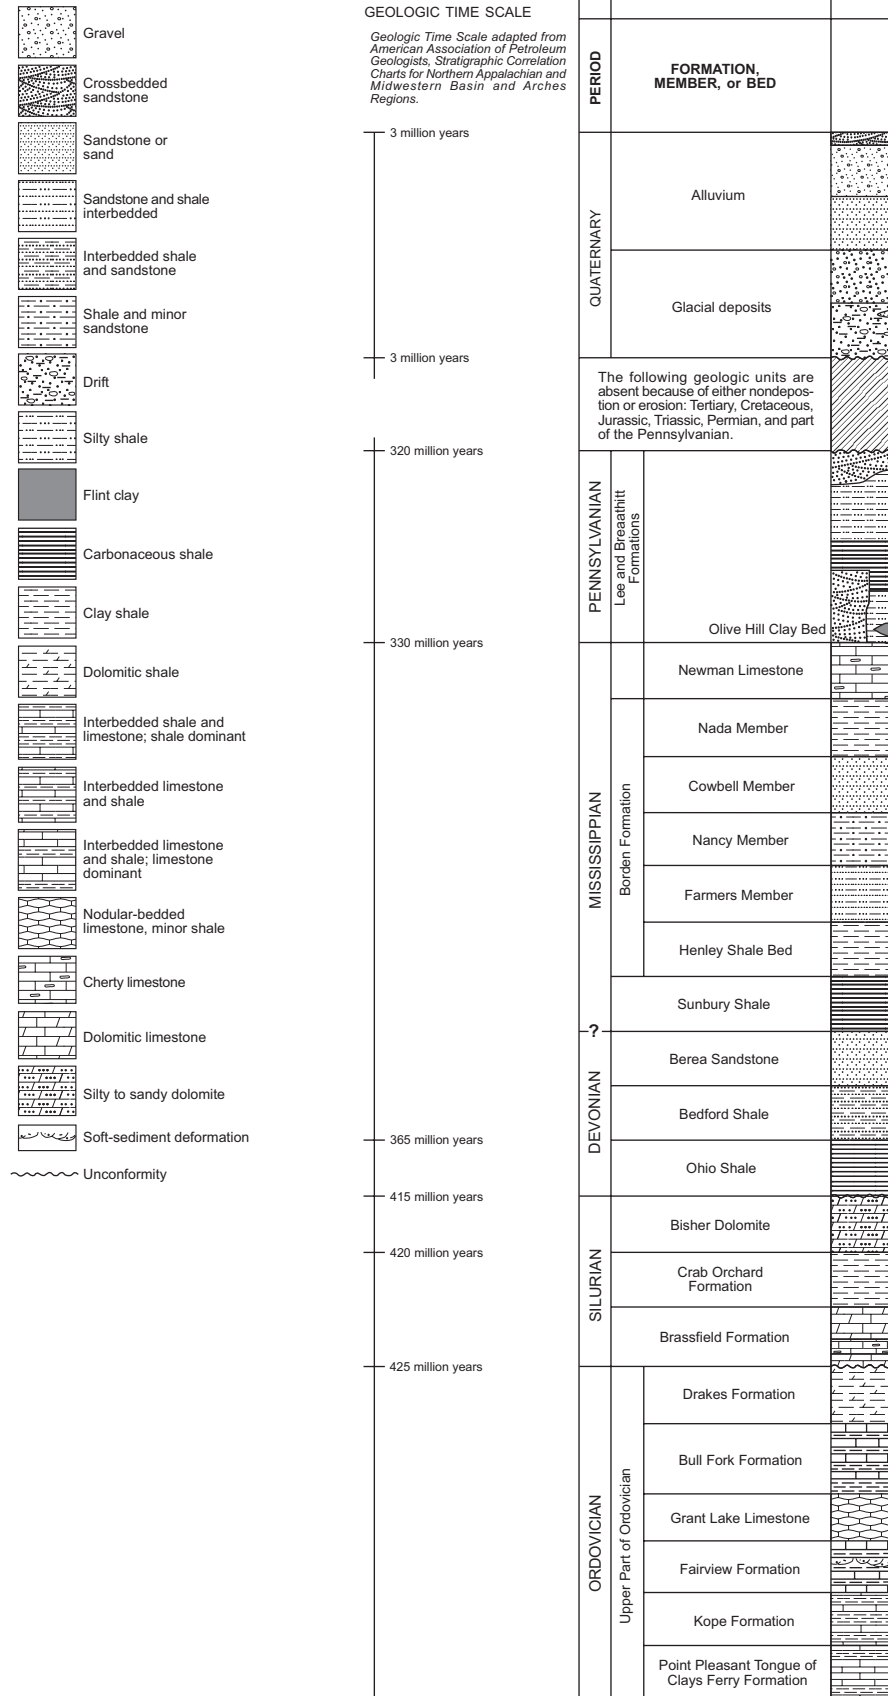 Gravel
Crossbedded
sandstone
Sandstone or
sand
Sandstone and shale
interbedded
Interbedded shale
and sandstone
Shale and minor
sandstone
Drift
Silty shale
Flint clay
Carbonaceous shale
Clay shale
Dolomitic shale
Interbedded shale and
limestone; shale dominant
Interbedded limestone
and shale
Interbedded limestone
and shale; limestone
dominant
Nodular-bedded
limestone, minor shale
Cherty limestone
Dolomitic limestone
Silty to sandy dolomite
Soft-sediment deformation
Unconformity
GEOLOGIC TIME SCALE
Geologic Time Scale adapted from
American Association of Petroleum
Geologists, Stratigraphic Correlation
Charts for Northern Appalachian and
Midwestern Basin and Arches
Regions.
3 million years
3 million years
320 million years
330 million years
365 million years
415 million years
420 million years
425 million years
PERIOD
FORMATION,
MEMBER, or BED
QUATERNARY
Alluvium
Glacial deposits
The following geologic units are
absent because of either nondepos-
tion or erosion: Tertiary, Cretaceous,
Jurassic, Triassic, Permian, and part
of the Pennsylvanian.
PENNSYLVANIAN
Lee and Breaathitt
Formations
Olive Hill Clay Bed
MISSISSIPPIAN
Newman Limestone
Borden Formation
Nada Member
Cowbell Member
Nancy Member
Farmers Member
Henley Shale Bed
Sunbury Shale
?
DEVONIAN
Berea Sandstone
Bedford Shale
Ohio Shale
SILURIAN
Bisher Dolomite
Crab Orchard
Formation
Brassfield Formation
ORDOVICIAN
Upper Part of Ordovician
Drakes Formation
Bull Fork Formation
Grant Lake Limestone
Fairview Formation
Kope Formation
Point Pleasant Tongue of
Clays Ferry Formation